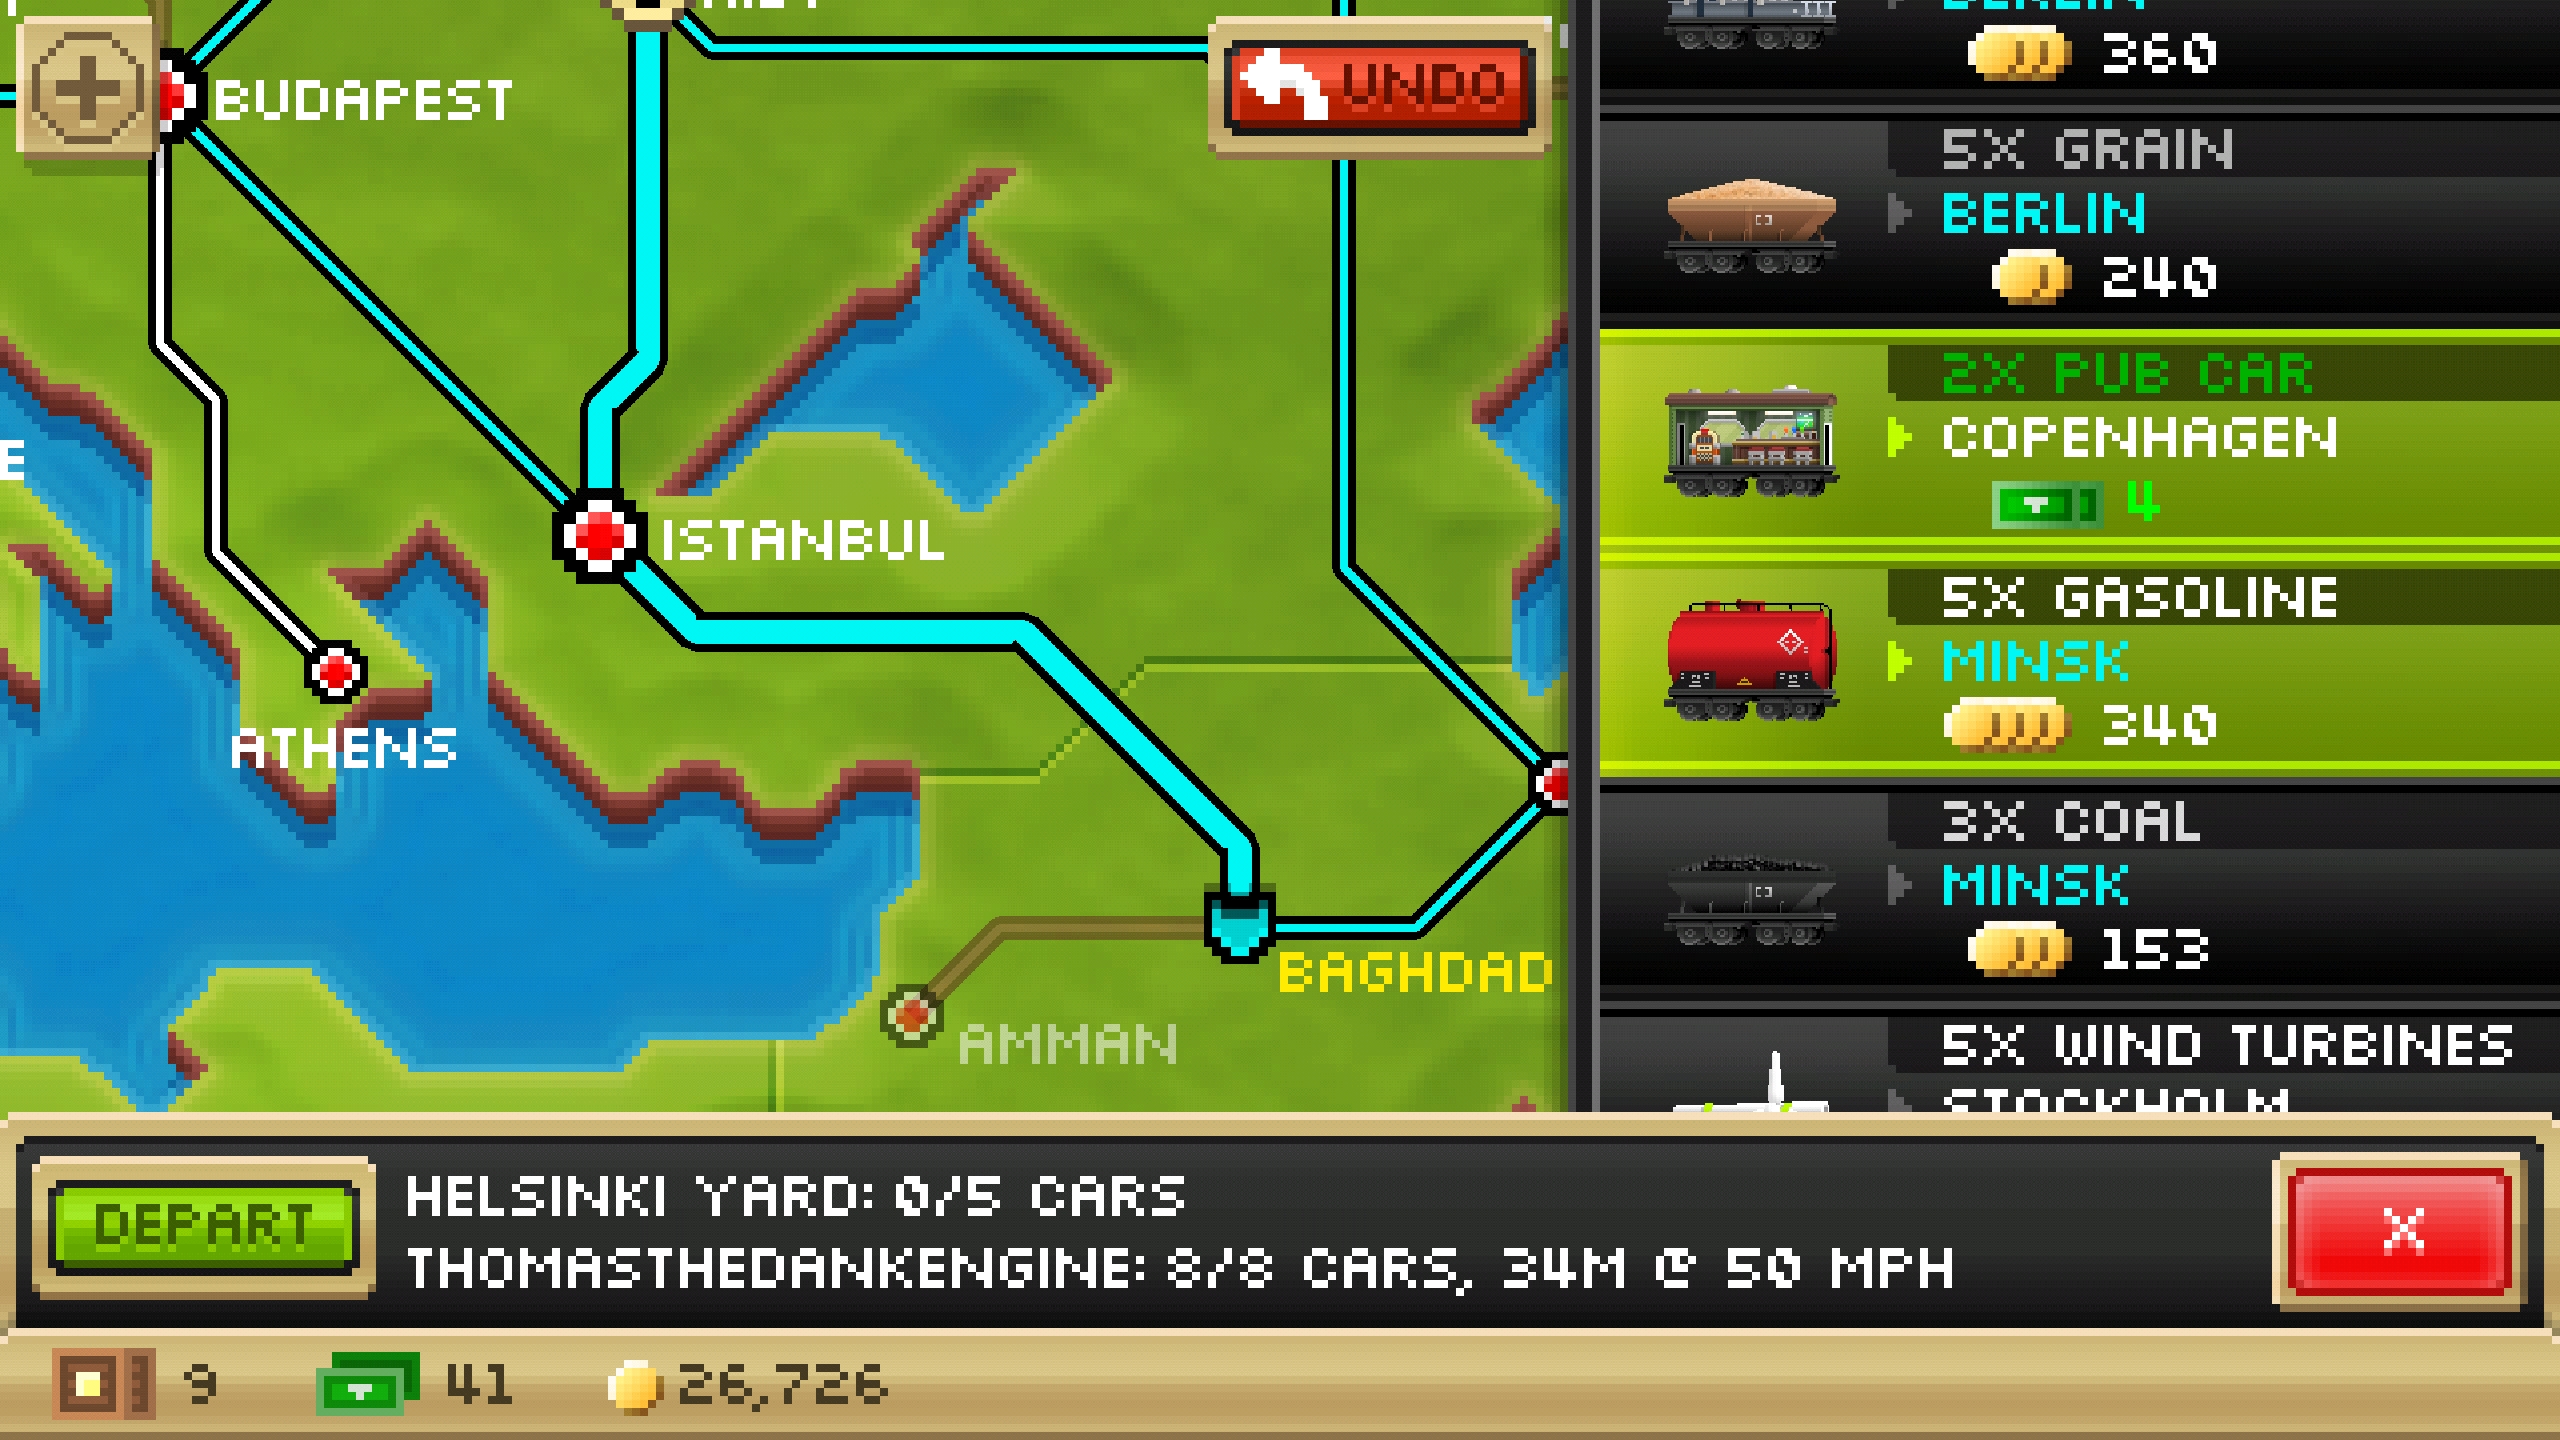 BUDAPEST
UNDO
ISTANBUL
ATHENS
BAGHDAD
AMMAN
BERLIN
360
5X GRAIN
BERLIN
240
2X PUB CAR
COPENHAGEN
4
5X GASOLINE
MINSK
340
3X COAL
MINSK
153
5X WIND TURBINES
STOCKHOLM
DEPART
HELSINKI YARD: 0/5 CARS
THOMASTHEDANKENGINE: 8/8 CARS, 34M @ 50 MPH
X
9
41
26,726